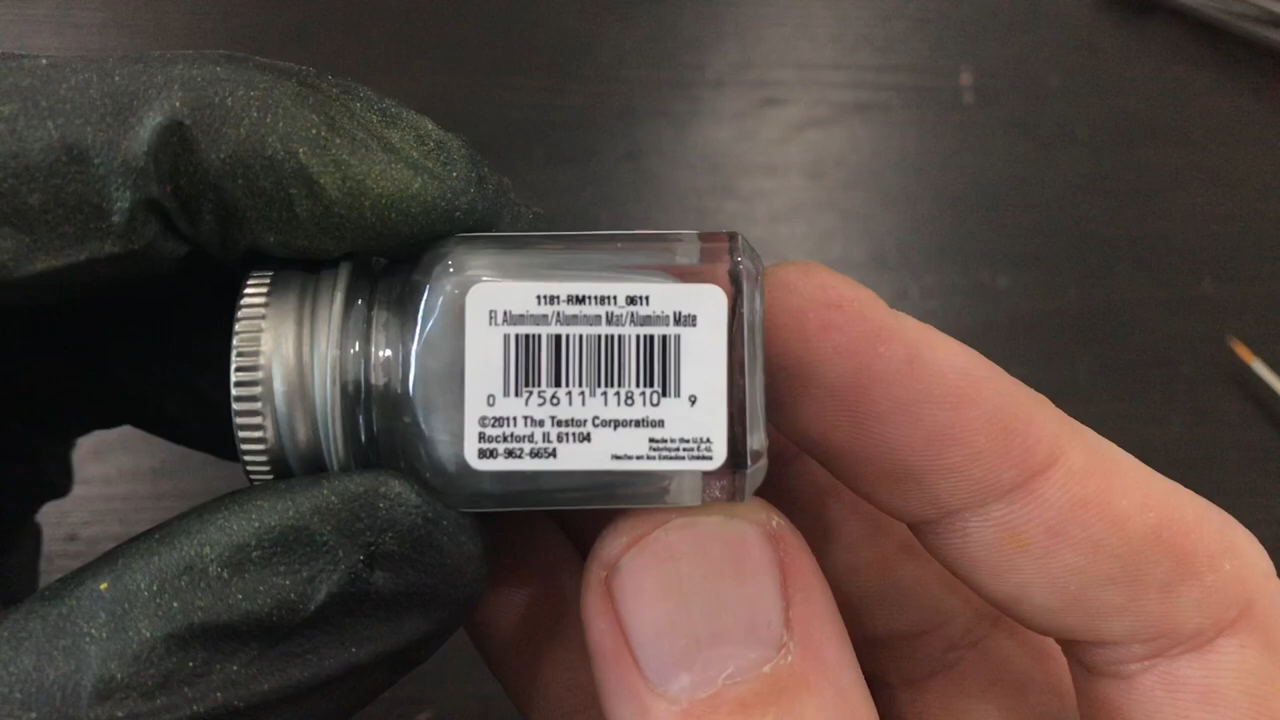 1181-RM11811_0611
FL Aluminum/Aluminum Mat/Aluminio Mate
0 75611 11810 9
©2011 The Testor Corporation
Rockford, IL 61104
800-962-6654
Made in the U.S.A.
Fabriqué aux É.-U.
Hecho en los Estados Unidos